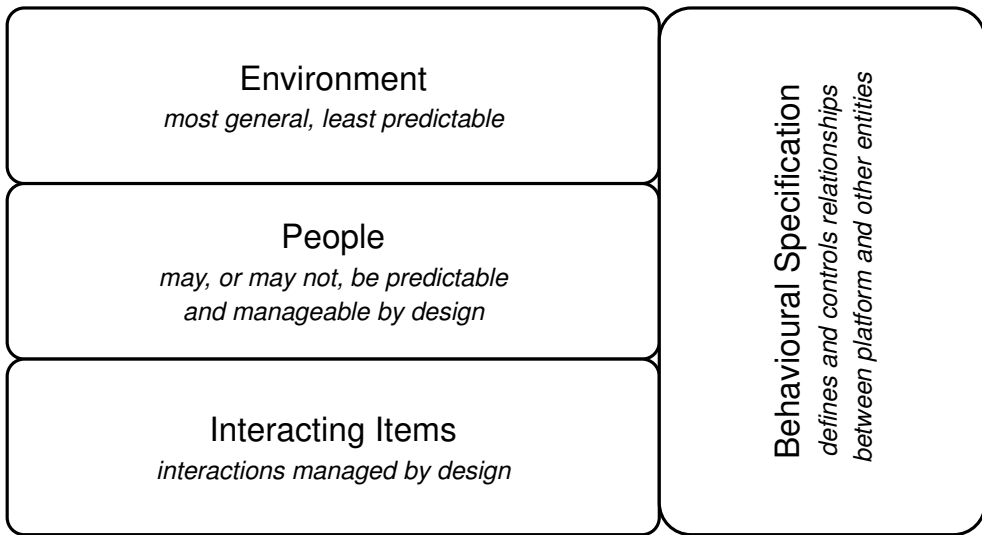 Environment
most general, least predictable
People
may, or may not, be predictable
and manageable by design
Interacting Items
interactions managed by design
Behavioural Specification
defines and controls relationships
between platform and other entities